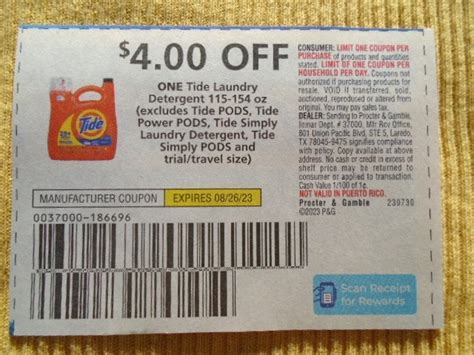 $4.00 OFF
ONE Tide Laundry
Detergent 115-154 oz
(excludes Tide PODS, Tide
Power PODS, Tide Simply
Laundry Detergent, Tide
Simply PODS and
trial/travel size)
Tide
MANUFACTURER COUPON
EXPIRES 08/26/23
0037000-186696
CONSUMER: LIMIT ONE COUPON PER
PURCHASE of products and quantities
stated. LIMIT OF ONE COUPON PER
HOUSEHOLD PER DAY. Coupons not
authorized if purchasing products for
resale. VOID if transferred, sold,
auctioned, reproduced or altered from
original. You may pay sales tax.
DEALER: Sending to Procter & Gamble,
Inmar Dept. # 37000, Mfr Rcv Office,
801 Union Pacific Blvd, STE 5, Laredo,
TX 78045-9475 signifies compliance
with policy. Copy available at above
address. No cash or credit in excess of
shelf price may be returned to
consumer or applied to transaction.
Cash Value 1/100 of 1¢.
NOT VALID IN PUERTO RICO.
Procter & Gamble 230730
©2023 P&G
Scan Receipt
for Rewards